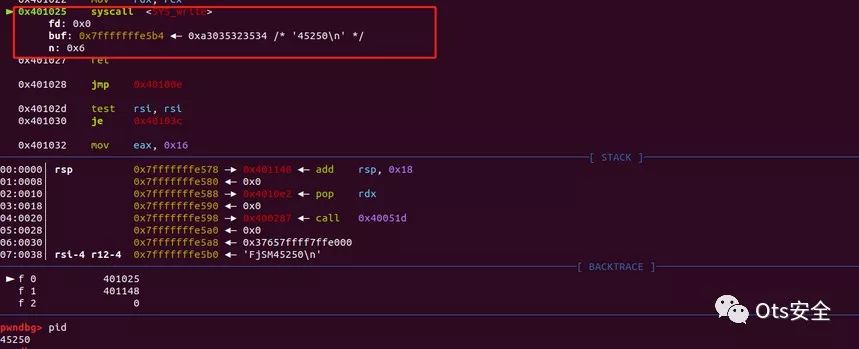 0x401022 mov rdx, rcx
► 0x401025 syscall <SYS_write>
fd: 0x0
buf: 0x7fffffffe5b4 ◄— 0xa3035323534 /* '45250\n' */
n: 0x6
0x401027 ret
0x401028 jmp 0x40100e
0x40102d test rsi, rsi
0x401030 je 0x40103c
0x401032 mov eax, 0x16
[ STACK ]
00:0000│ rsp 0x7fffffffe578 —► 0x401148 ◄— add rsp, 0x18
01:0008│ 0x7fffffffe580 ◄— 0x0
02:0010│ 0x7fffffffe588 —► 0x4010e2 ◄— pop rdx
03:0018│ 0x7fffffffe590 ◄— 0x0
04:0020│ 0x7fffffffe598 —► 0x400287 ◄— call 0x40051d
05:0028│ 0x7fffffffe5a0 ◄— 0x0
06:0030│ 0x7fffffffe5a8 ◄— 0x37657ffff7ffe000
07:0038│ rsi-4 r12-4 0x7fffffffe5b0 ◄— 'FjSM45250\n'
[ BACKTRACE ]
► f 0 401025
f 1 401148
f 2 0
pwndbg> pid
45250
Ots安全